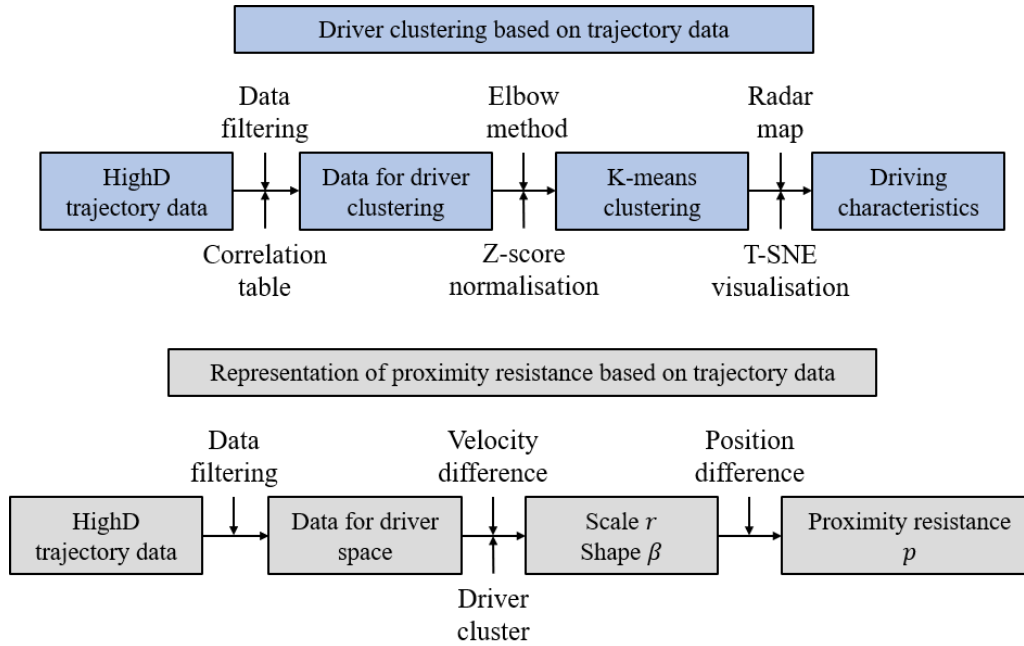 Driver clustering based on trajectory data
Data
filtering
Elbow
method
Radar
map
HighD
trajectory data
Data for driver
clustering
K-means
clustering
Driving
characteristics
Correlation
table
Z-score
normalisation
T-SNE
visualisation
Representation of proximity resistance based on trajectory data
Data
filtering
Velocity
difference
Position
difference
HighD
trajectory data
Data for driver
space
Scale r
Shape β
Proximity resistance
p
Driver
cluster